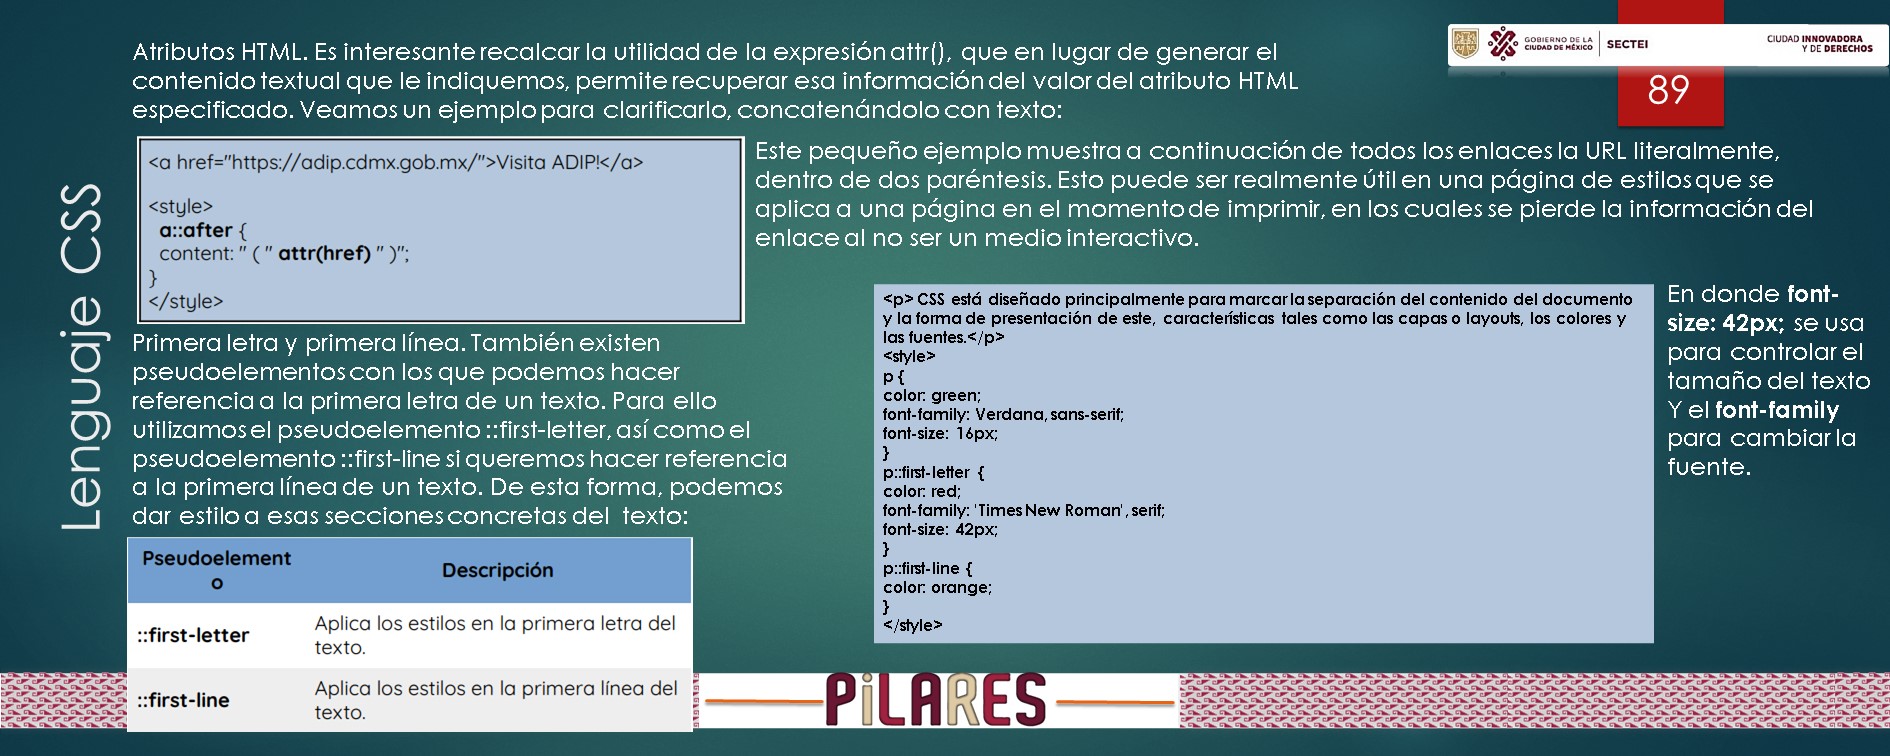 Atributos HTML. Es interesante recalcar la utilidad de la expresión attr(), que en lugar de generar el
contenido textual que le indiquemos, permite recuperar esa información del valor del atributo HTML
especificado. Veamos un ejemplo para clarificarlo, concatenándolo con texto:
GOBIERNO DE LA
CIUDAD DE MÉXICO
SECTEI
CIUDAD INNOVADORA
Y DE DERECHOS
89
Lenguaje CSS
<a href="https://adip.cdmx.gob.mx/">Visita ADIP!</a>
<style>
a::after {
content: " ( " attr(href) " )";
}
</style>
Este pequeño ejemplo muestra a continuación de todos los enlaces la URL literalmente,
dentro de dos paréntesis. Esto puede ser realmente útil en una página de estilos que se
aplica a una página en el momento de imprimir, en los cuales se pierde la información del
enlace al no ser un medio interactivo.
Primera letra y primera línea. También existen
pseudoelementos con los que podemos hacer
referencia a la primera letra de un texto. Para ello
utilizamos el pseudoelemento ::first-letter, así como el
pseudoelemento ::first-line si queremos hacer referencia
a la primera línea de un texto. De esta forma, podemos
dar estilo a esas secciones concretas del texto:
<p> CSS está diseñado principalmente para marcar la separación del contenido del documento
y la forma de presentación de este, características tales como las capas o layouts, los colores y
las fuentes.</p>
<style>
p {
color: green;
font-family: Verdana, sans-serif;
font-size: 16px;
}
p::first-letter {
color: red;
font-family: 'Times New Roman', serif;
font-size: 42px;
}
p::first-line {
color: orange;
}
</style>
En donde font-
size: 42px; se usa
para controlar el
tamaño del texto
Y el font-family
para cambiar la
fuente.
Pseudoelement
o
Descripción
::first-letter
Aplica los estilos en la primera letra del
texto.
::first-line
Aplica los estilos en la primera línea del
texto.
PiLARES